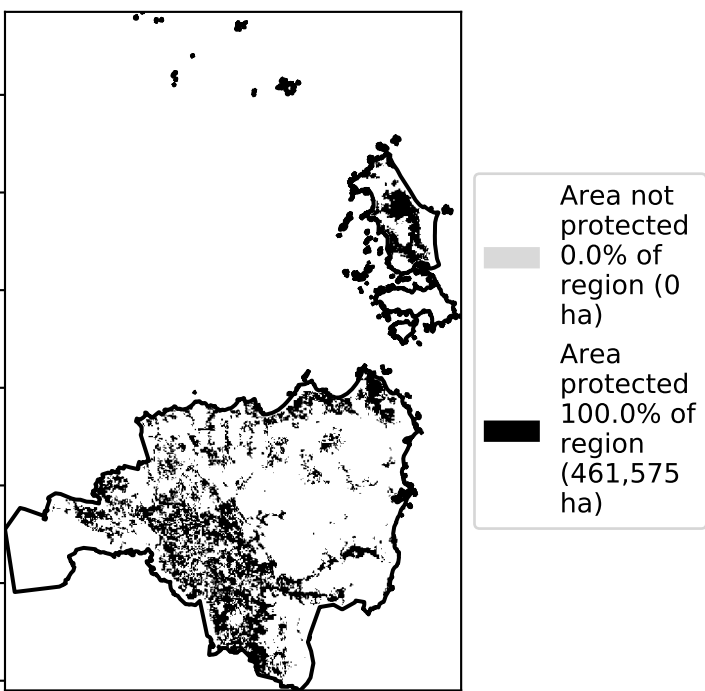 Area not
protected
0.0% of
region (0
ha)
Area
protected
100.0% of
region
(461,575
ha)